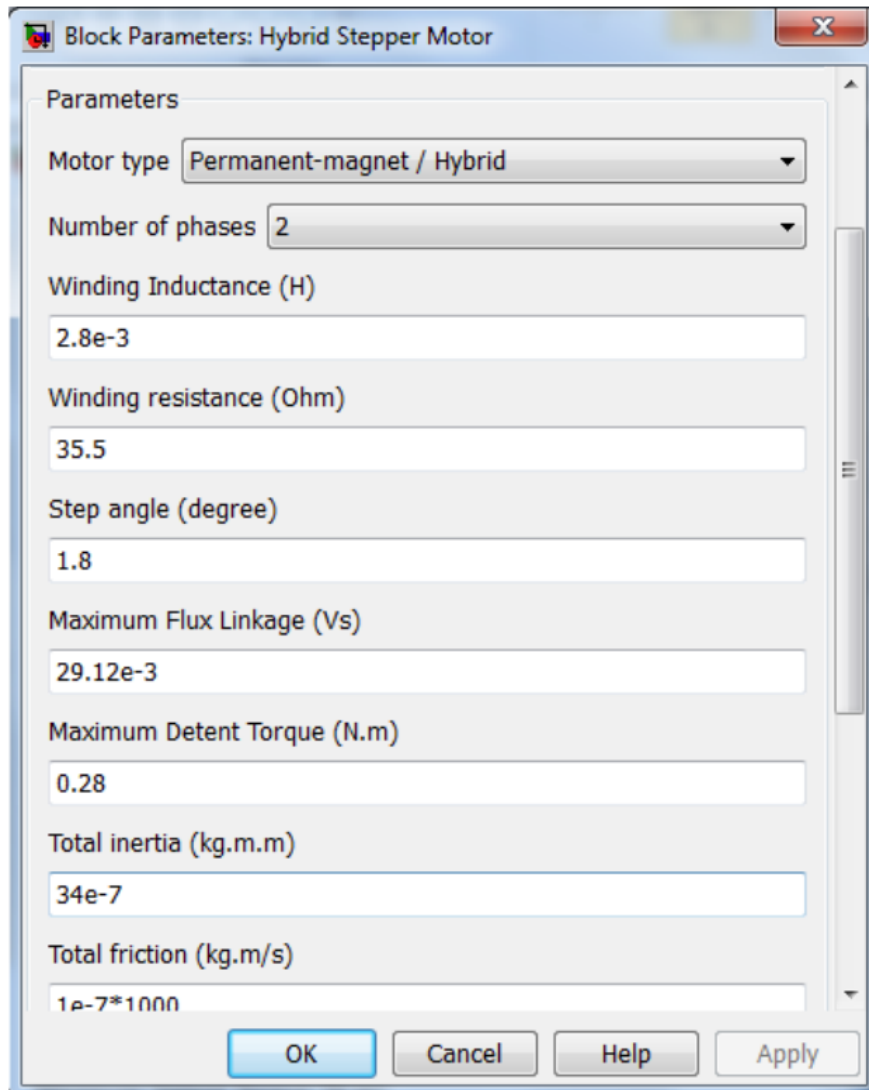 Block Parameters: Hybrid Stepper Motor
Parameters
Motor type Permanent-magnet / Hybrid
Number of phases 2
Winding Inductance (H)
2.8e-3
Winding resistance (Ohm)
35.5
Step angle (degree)
1.8
Maximum Flux Linkage (Vs)
29.12e-3
Maximum Detent Torque (N.m)
0.28
Total inertia (kg.m.m)
34e-7
Total friction (kg.m/s)
1e-7*1000
OK Cancel Help Apply